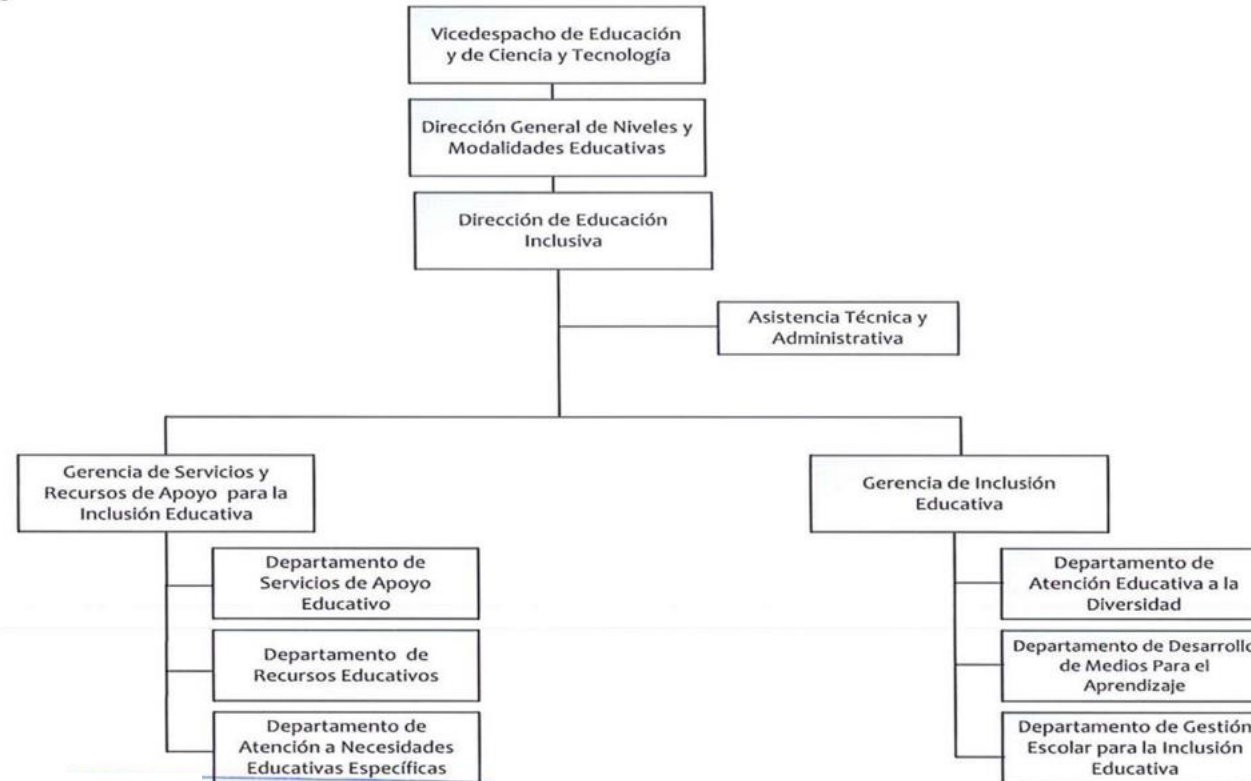 Vicedespacho de Educación
y de Ciencia y Tecnología
Dirección General de Niveles y
Modalidades Educativas
Dirección de Educación
Inclusiva
Asistencia Técnica y
Administrativa
Gerencia de Servicios y
Recursos de Apoyo para la
Inclusión Educativa
Departamento de
Servicios de Apoyo
Educativo
Departamento de
Recursos Educativos
Departamento de
Atención a Necesidades
Educativas Específicas
Gerencia de Inclusión
Educativa
Departamento de
Atención Educativa a la
Diversidad
Departamento de Desarrollo
de Medios Para el
Aprendizaje
Departamento de Gestión
Escolar para la Inclusión
Educativa